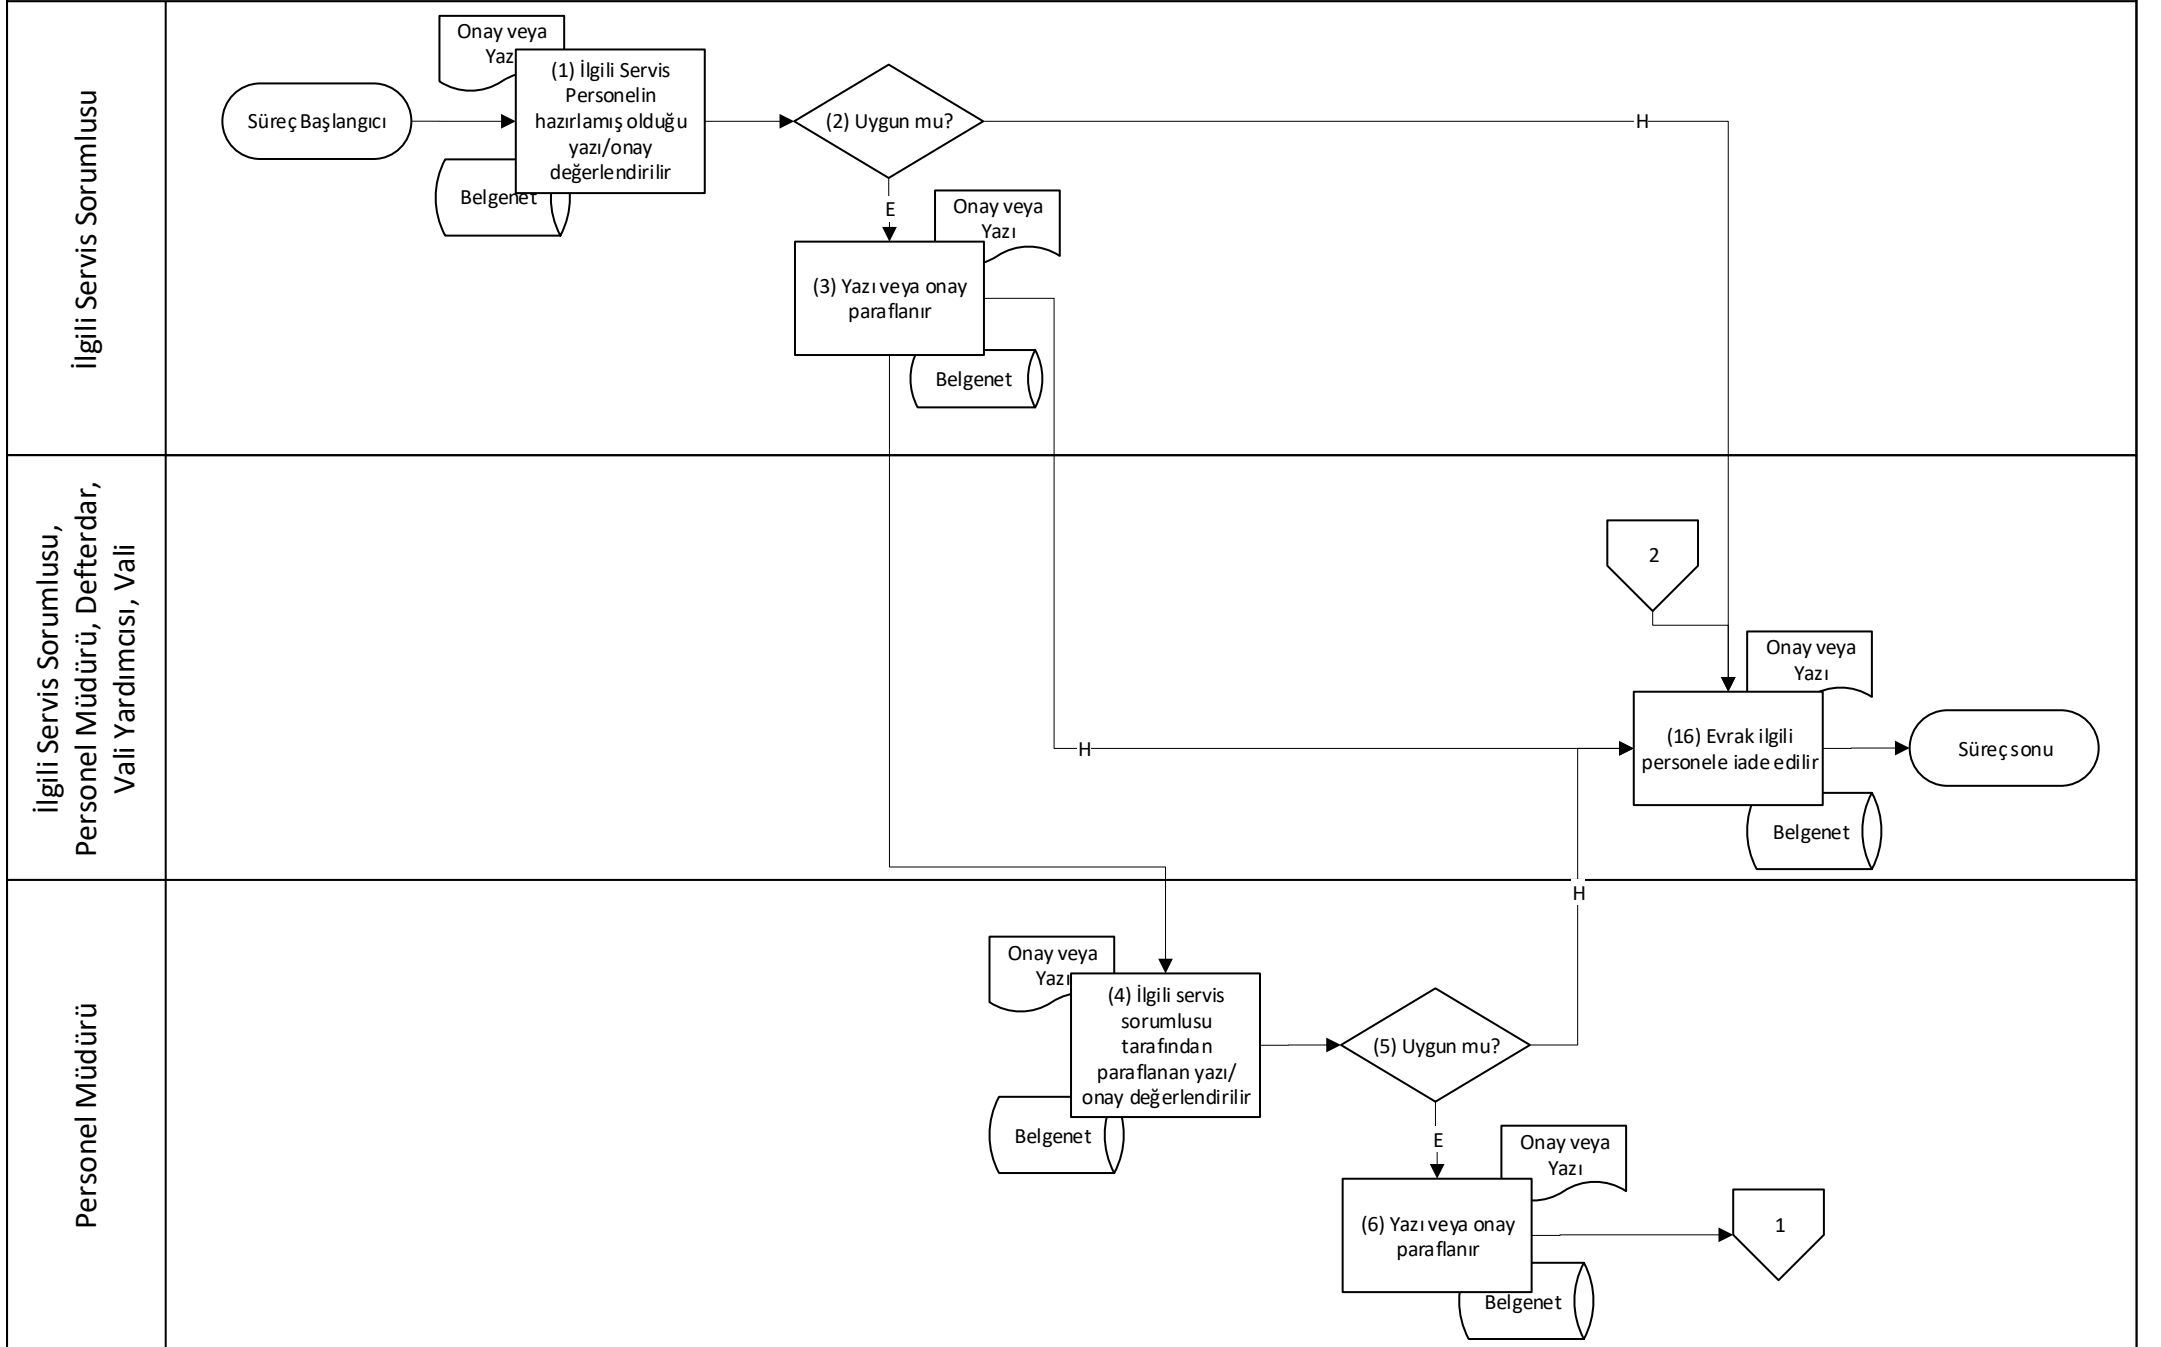 İlgili Servis Sorumlusu
Onay veya
Yazı
Süreç Başlangıcı
(1) İlgili Servis
Personelin
hazırlamış olduğu
yazı/onay
değerlendirilir
Belgenet
(2) Uygun mu?
H
E
Onay veya
Yazı
(3) Yazı veya onay
paraflanır
Belgenet
İlgili Servis Sorumlusu,
Personel Müdürü, Defterdar,
Vali Yardımcısı, Vali
2
Onay veya
Yazı
H
(16) Evrak ilgili
personele iade edilir
Süreç sonu
Belgenet
H
Personel Müdürü
Onay veya
Yazı
(4) İlgili servis
sorumlusu
tarafından
paraflanan yazı/
onay değerlendirilir
Belgenet
(5) Uygun mu?
E
Onay veya
Yazı
(6) Yazı veya onay
paraflanır
Belgenet
1